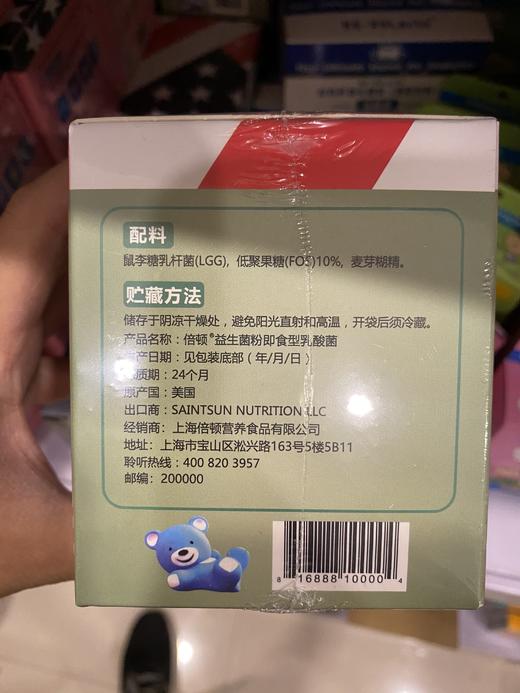 配料
鼠李糖乳杆菌(LGG)，低聚果糖(FOS)10%，麦芽糊精。
贮藏方法
储存于阴凉干燥处，避免阳光直射和高温，开袋后须冷藏。
产品名称：倍顿®益生菌粉即食型乳酸菌
生产日期：见包装底部（年/月/日）
保质期：24个月
原产国：美国
出口商：SAINTSUN NUTRITION LLC
经销商：上海倍顿营养食品有限公司
地址：上海市宝山区淞兴路163号5楼5B11
聆听热线：400 820 3957
邮编：200000
8 16888 10000 4